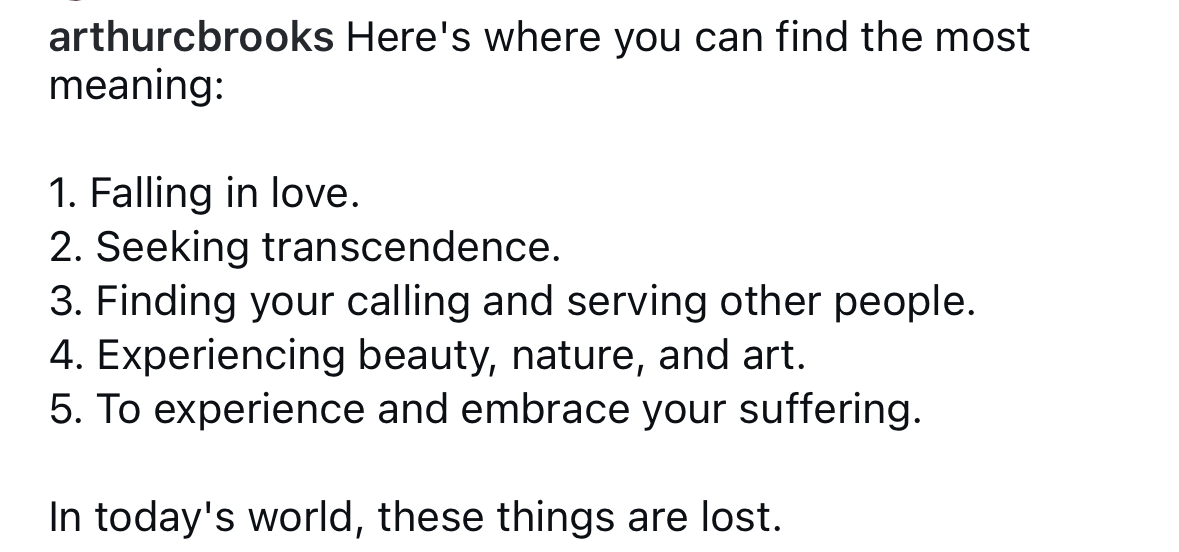 arthurcbrooks Here's where you can find the most
meaning:
1. Falling in love.
2. Seeking transcendence.
3. Finding your calling and serving other people.
4. Experiencing beauty, nature, and art.
5. To experience and embrace your suffering.
In today's world, these things are lost.